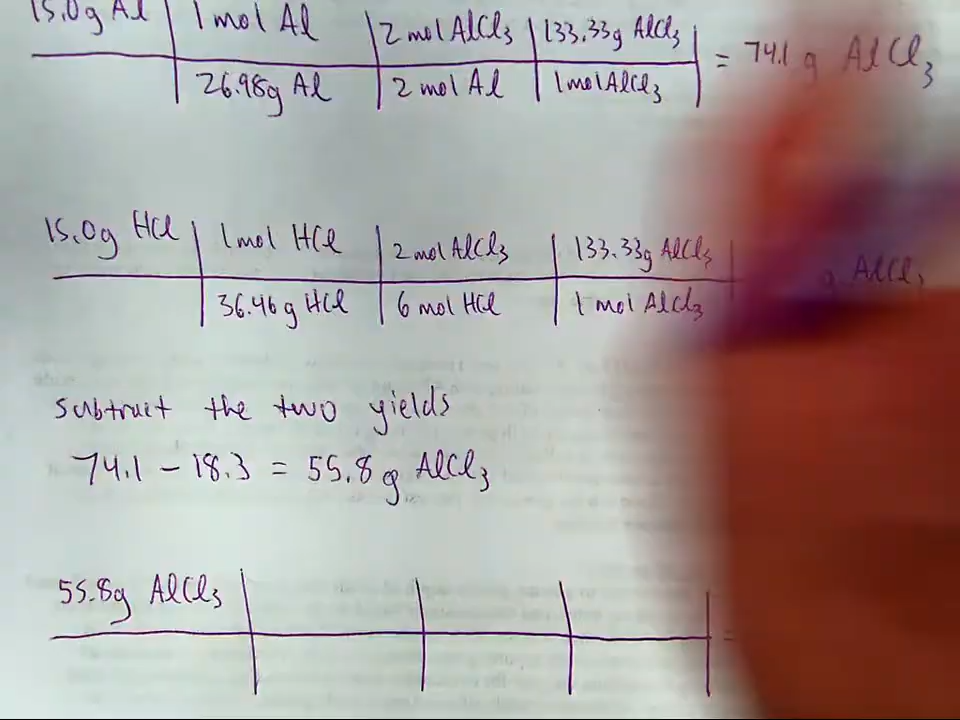 15.0g Al 1 mol Al 2 mol AlCl3 133.33g AlCl3 = 74.1 g AlCl3
26.98g Al 2 mol Al 1 mol AlCl3
15.0g HCl 1 mol HCl 2 mol AlCl3 133.33g AlCl3 g AlCl3
36.46g HCl 6 mol HCl 1 mol AlCl3
subtract the two yields
74.1 - 18.3 = 55.8g AlCl3
55.8g AlCl3 =